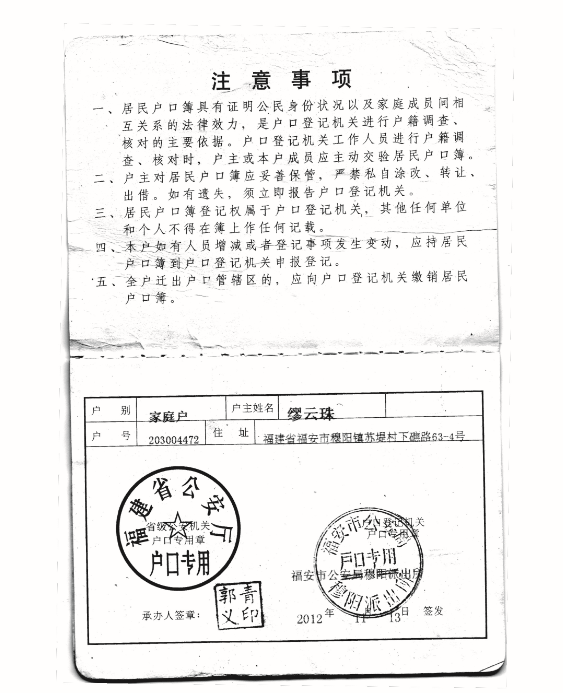 注意事项
一、居民户口簿具有证明公民身份状况以及家庭成员间相
互关系的法律效力，是户口登记机关进行户籍调查、
核对的主要依据。户口登记机关工作人员进行户籍调
查、核对时，户主或本户成员应主动交验居民户口簿。
二、户主对居民户口簿应妥善保管，严禁私自涂改、转让、
出借。如有遗失，须立即报告户口登记机关。
三、居民户口簿登记权属于户口登记机关，其他任何单位
和个人不得在簿上作任何记载。
四、本户如有人员增减或者登记事项发生变动，应持居民
户口簿到户口登记机关申报登记。
五、全户迁出户口管辖区的，应向户口登记机关缴销居民
户口簿。
户 别 家庭户 户主姓名 缪云珠
户 号 203004472 住 址 福建省福安市穆阳镇苏堤村下樵路63-4号
福建省公安厅
省级公安机关
户口专用章
户口专用
福安市公安局
户口登记机关
户口专用章
户口专用
穆阳派出所
福安市公安局穆阳派出所
承办人签章：
郭青义印
2012年 11月 13日 签发